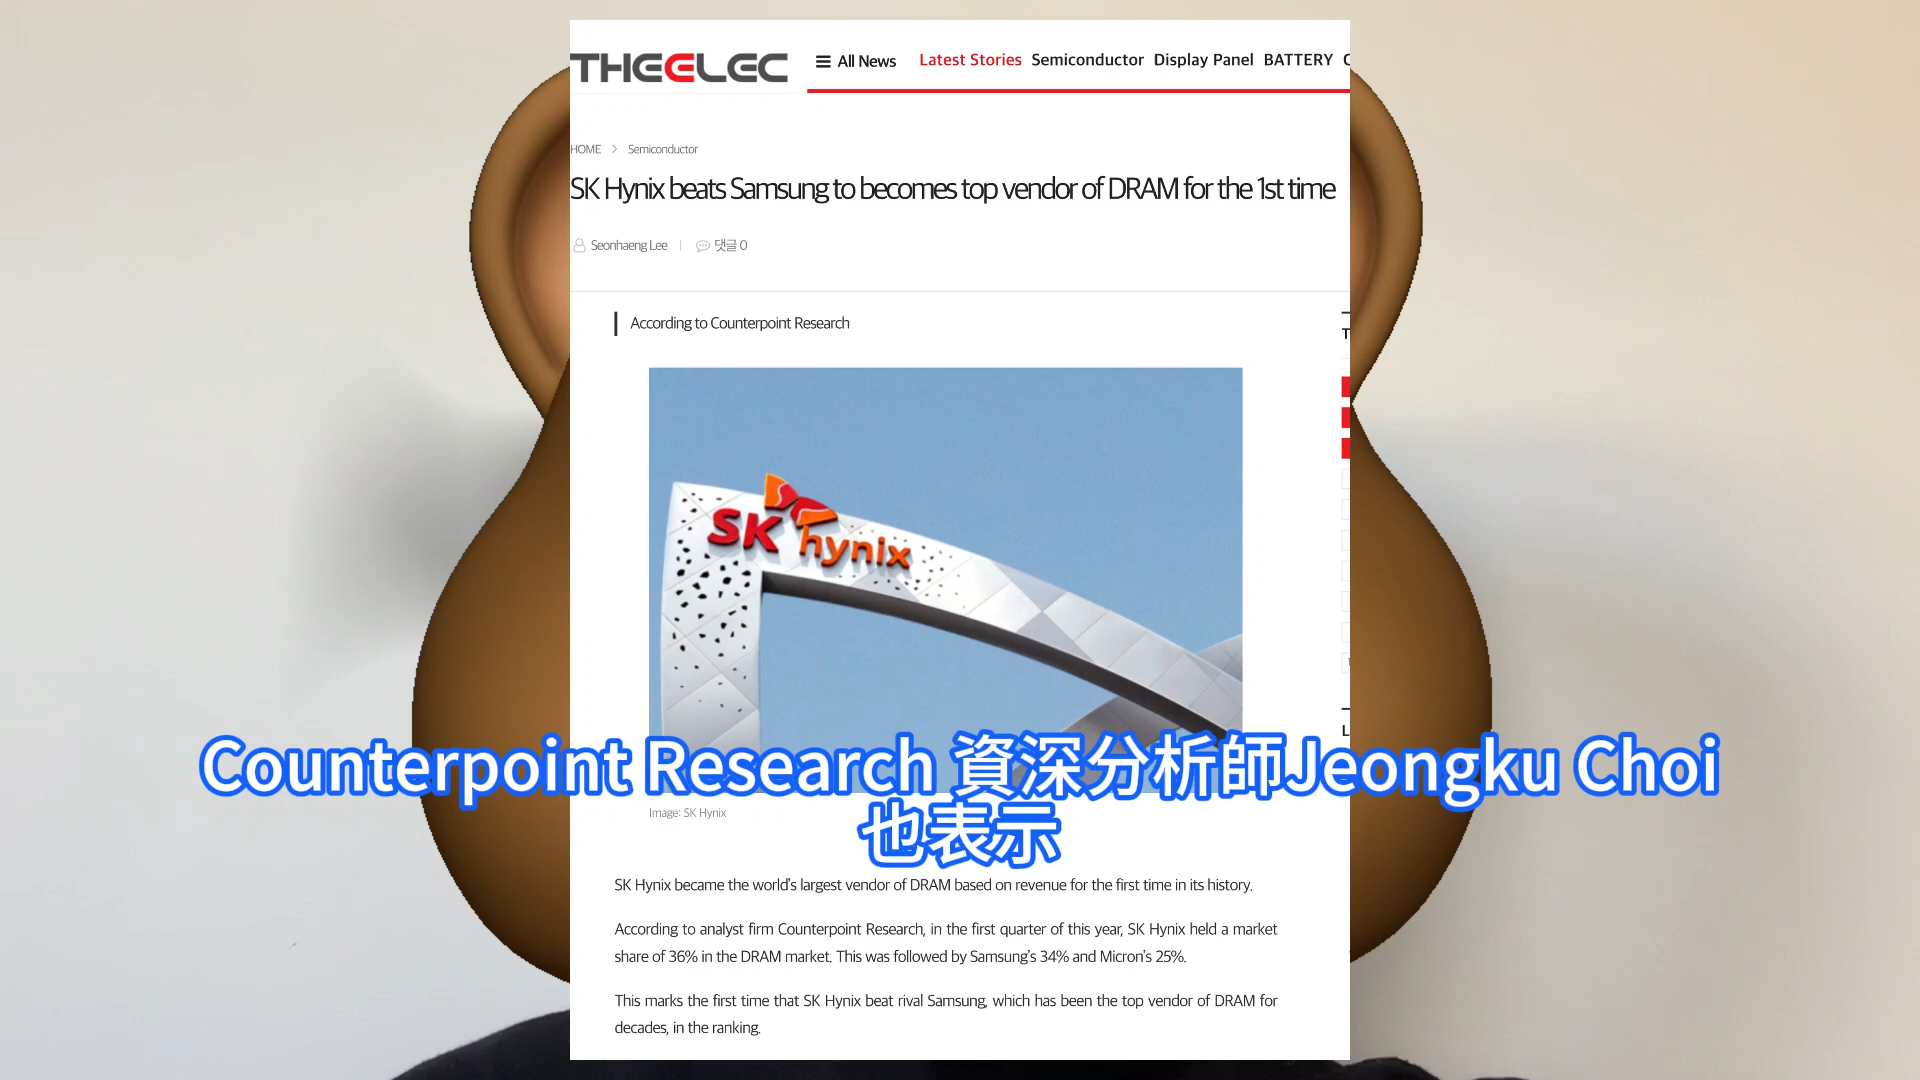 THEELEC
All News Latest Stories Semiconductor Display Panel BATTERY
HOME > Semiconductor
SK Hynix beats Samsung to becomes top vendor of DRAM for the 1st time
Seonhaeng Lee | 댓글 0
According to Counterpoint Research
SK hynix
Counterpoint Research 資深分析師Jeongku Choi
也表示
Image: SK Hynix
SK Hynix became the world's largest vendor of DRAM based on revenue for the first time in its history.
According to analyst firm Counterpoint Research, in the first quarter of this year, SK Hynix held a market
share of 36% in the DRAM market. This was followed by Samsung's 34% and Micron's 25%.
This marks the first time that SK Hynix beat rival Samsung, which has been the top vendor of DRAM for
decades, in the ranking.